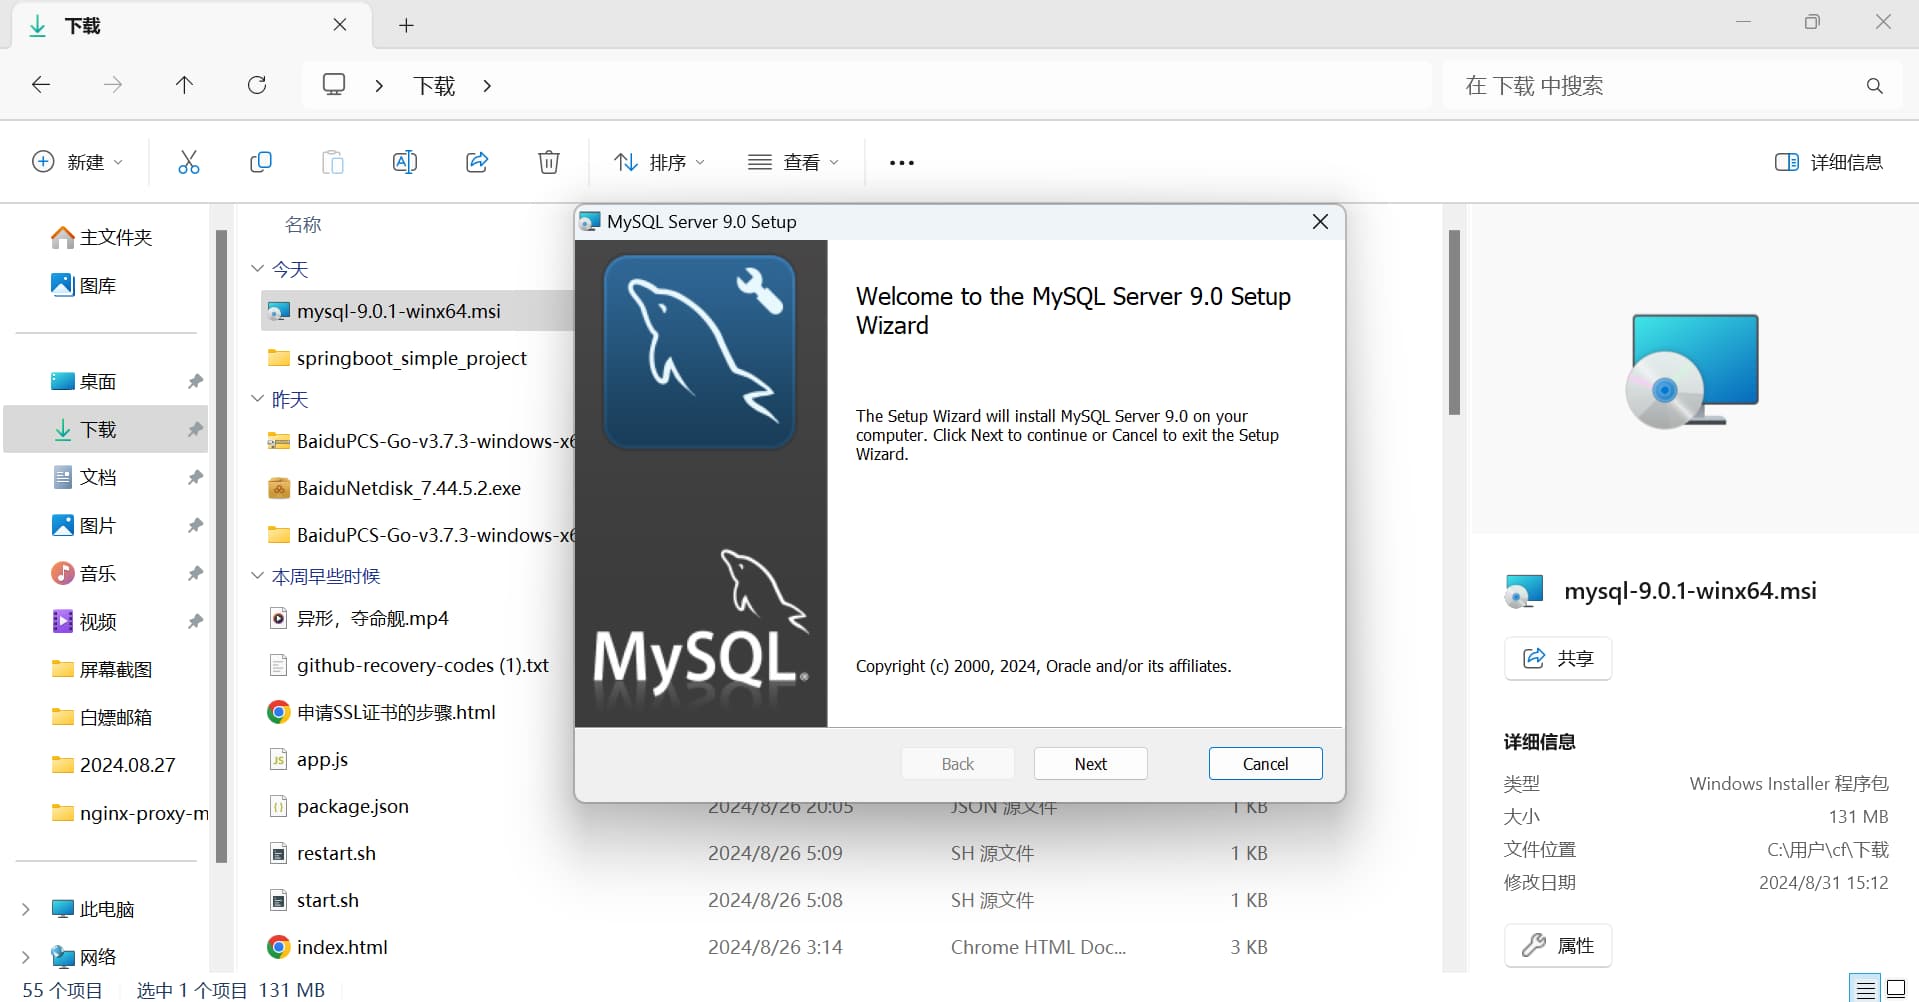 下载
下载
在 下载 中搜索
新建
排序
查看
详细信息
主文件夹
图库
桌面
下载
文档
图片
音乐
视频
屏幕截图
白嫖邮箱
2024.08.27
nginx-proxy-m
此电脑
网络
名称
今天
mysql-9.0.1-winx64.msi
springboot_simple_project
昨天
BaiduPCS-Go-v3.7.3-windows-x6
BaiduNetdisk_7.44.5.2.exe
BaiduPCS-Go-v3.7.3-windows-x6
本周早些时候
异形，夺命舰.mp4
github-recovery-codes (1).txt
申请SSL证书的步骤.html
app.js
package.json 2024/8/26 20:05 JSON 源文件 1 KB
restart.sh 2024/8/26 5:09 SH 源文件 1 KB
start.sh 2024/8/26 5:08 SH 源文件 1 KB
index.html 2024/8/26 3:14 Chrome HTML Doc... 3 KB
MySQL Server 9.0 Setup
Welcome to the MySQL Server 9.0 Setup
Wizard
The Setup Wizard will install MySQL Server 9.0 on your
computer. Click Next to continue or Cancel to exit the Setup
Wizard.
MySQL®
Copyright (c) 2000, 2024, Oracle and/or its affiliates.
Back Next Cancel
mysql-9.0.1-winx64.msi
共享
详细信息
类型 Windows Installer 程序包
大小 131 MB
文件位置 C:\用户\cf\下载
修改日期 2024/8/31 15:12
属性
55 个项目 选中 1 个项目 131 MB